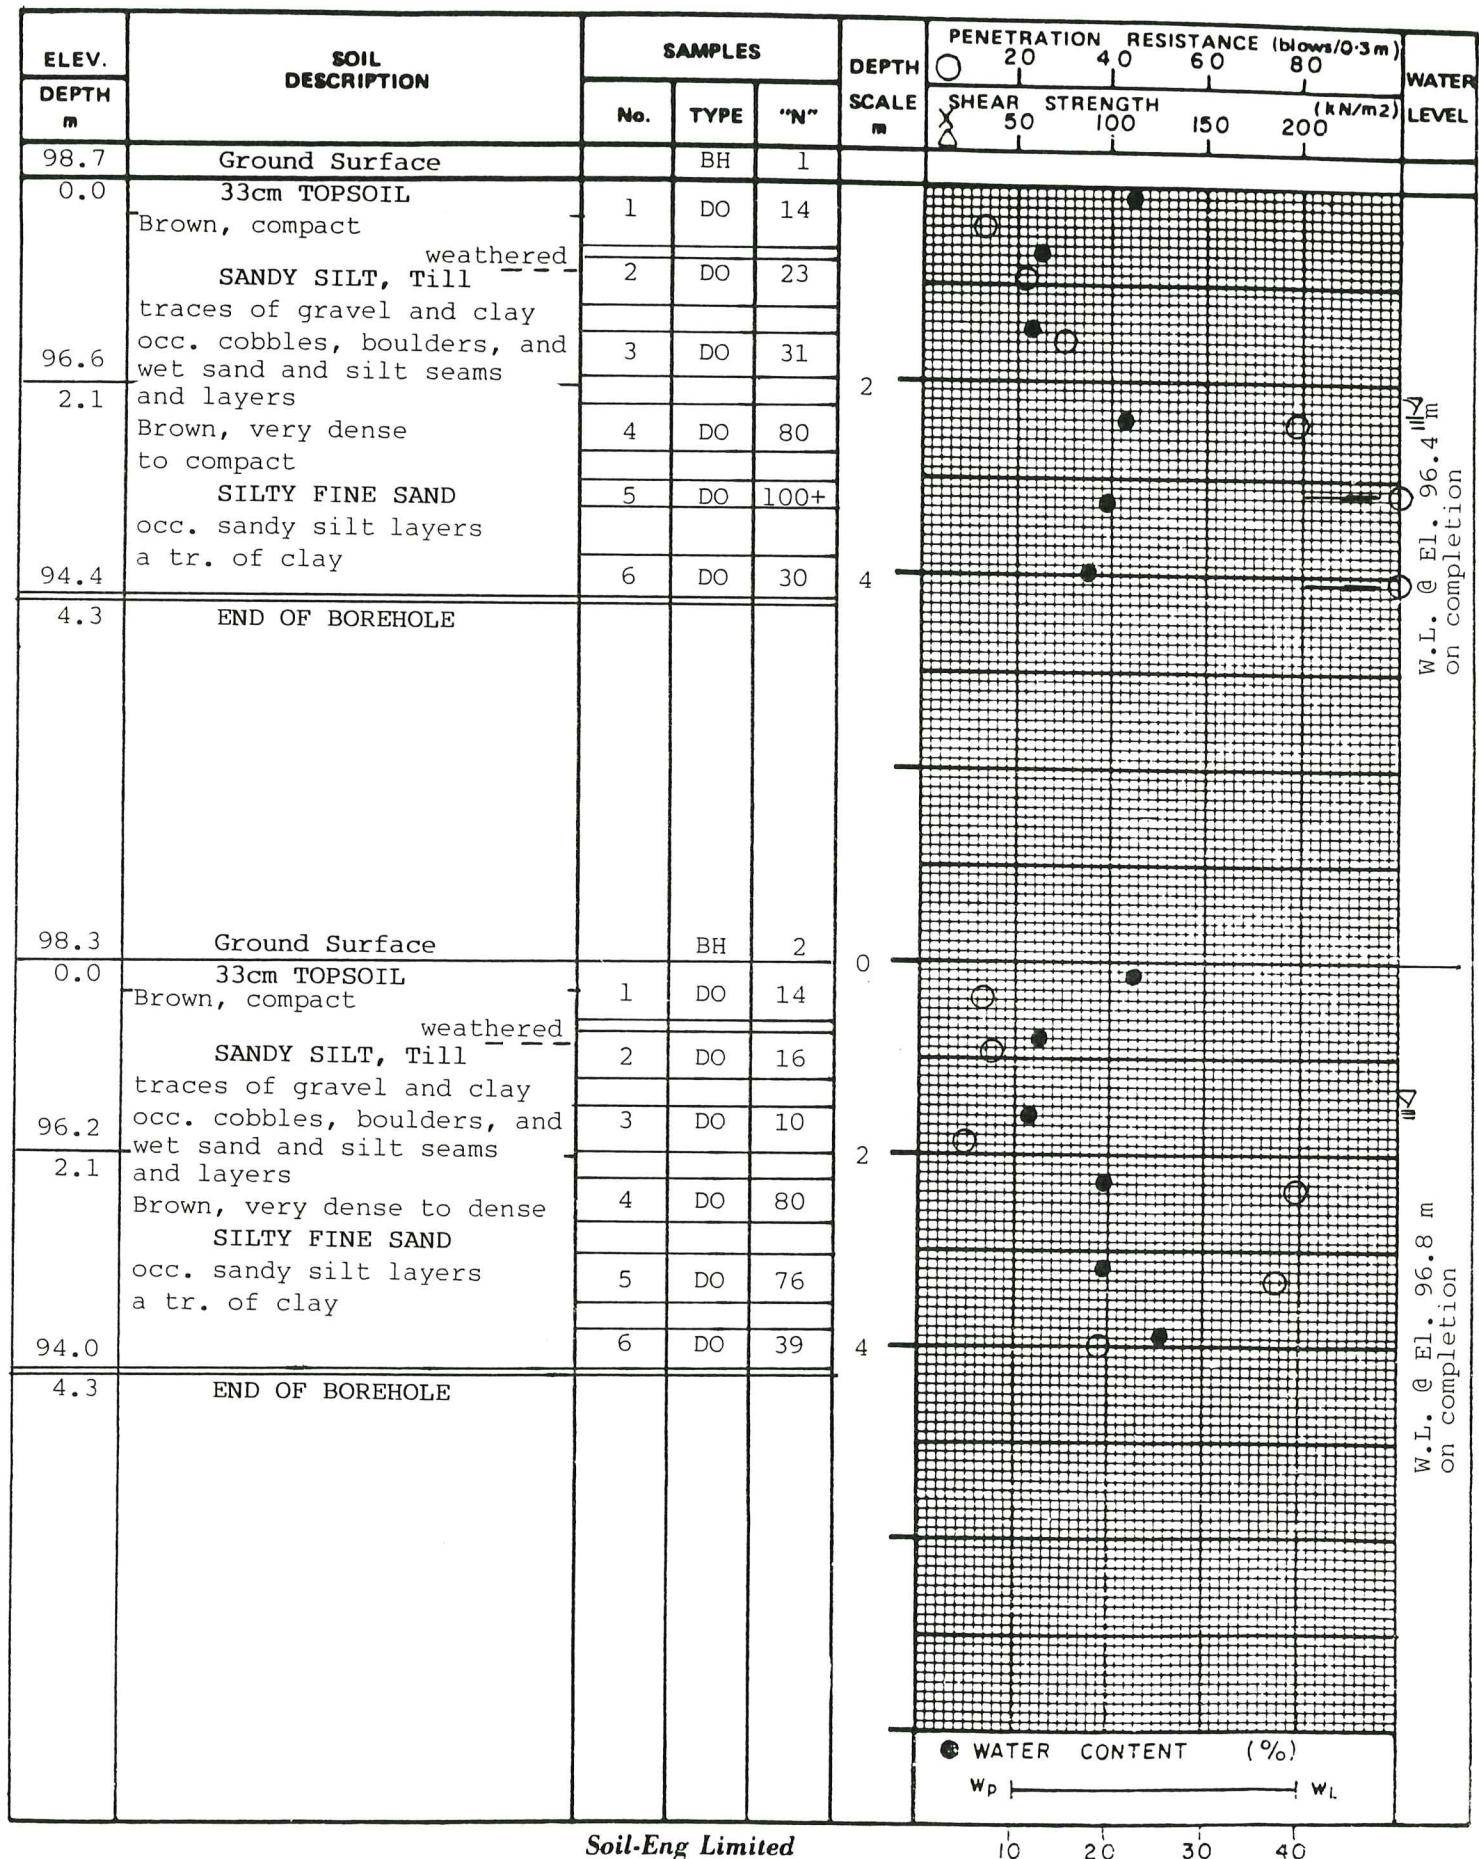 ELEV.
DEPTH
m
SOIL
DESCRIPTION
SAMPLES
No. TYPE "N"
DEPTH
SCALE
m
PENETRATION RESISTANCE (blows/0.3m)
20 40 60 80
SHEAR STRENGTH (kN/m2)
X 50 100 150 200
WATER
LEVEL
98.7 Ground Surface BH 1
0.0 33cm TOPSOIL
Brown, compact 1 DO 14
weathered
SANDY SILT, Till 2 DO 23
traces of gravel and clay
occ. cobbles, boulders, and
96.6 wet sand and silt seams 3 DO 31
2.1 and layers 2
Brown, very dense 4 DO 80
to compact
SILTY FINE SAND 5 DO 100+
occ. sandy silt layers
a tr. of clay
94.4 6 DO 30 4
4.3 END OF BOREHOLE
W.L. @ El. 96.4 m
on completion
98.3 Ground Surface BH 2
0.0 33cm TOPSOIL 0
Brown, compact 1 DO 14
weathered
SANDY SILT, Till 2 DO 16
traces of gravel and clay
96.2 occ. cobbles, boulders, and 3 DO 10
wet sand and silt seams 2
2.1 and layers
Brown, very dense to dense 4 DO 80
SILTY FINE SAND
occ. sandy silt layers 5 DO 76
a tr. of clay
94.0 6 DO 39 4
4.3 END OF BOREHOLE
W.L. @ El. 96.8 m
on completion
WATER CONTENT (%)
Wp WL
Soil-Eng Limited
10 20 30 40